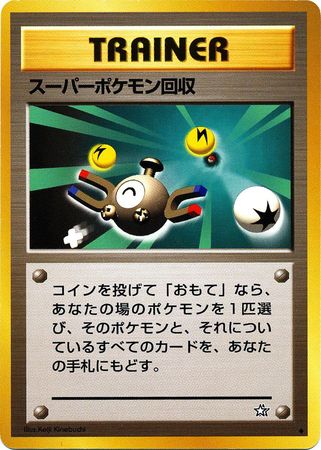 TRAINER
スーパーポケモン回収
コインを投げて「おもて」なら、
あなたの場のポケモンを１匹選
び、そのポケモンと、それについ
ているすべてのカードを、あなた
の手札にもどす。
Illus. Keiji Kinebuchi